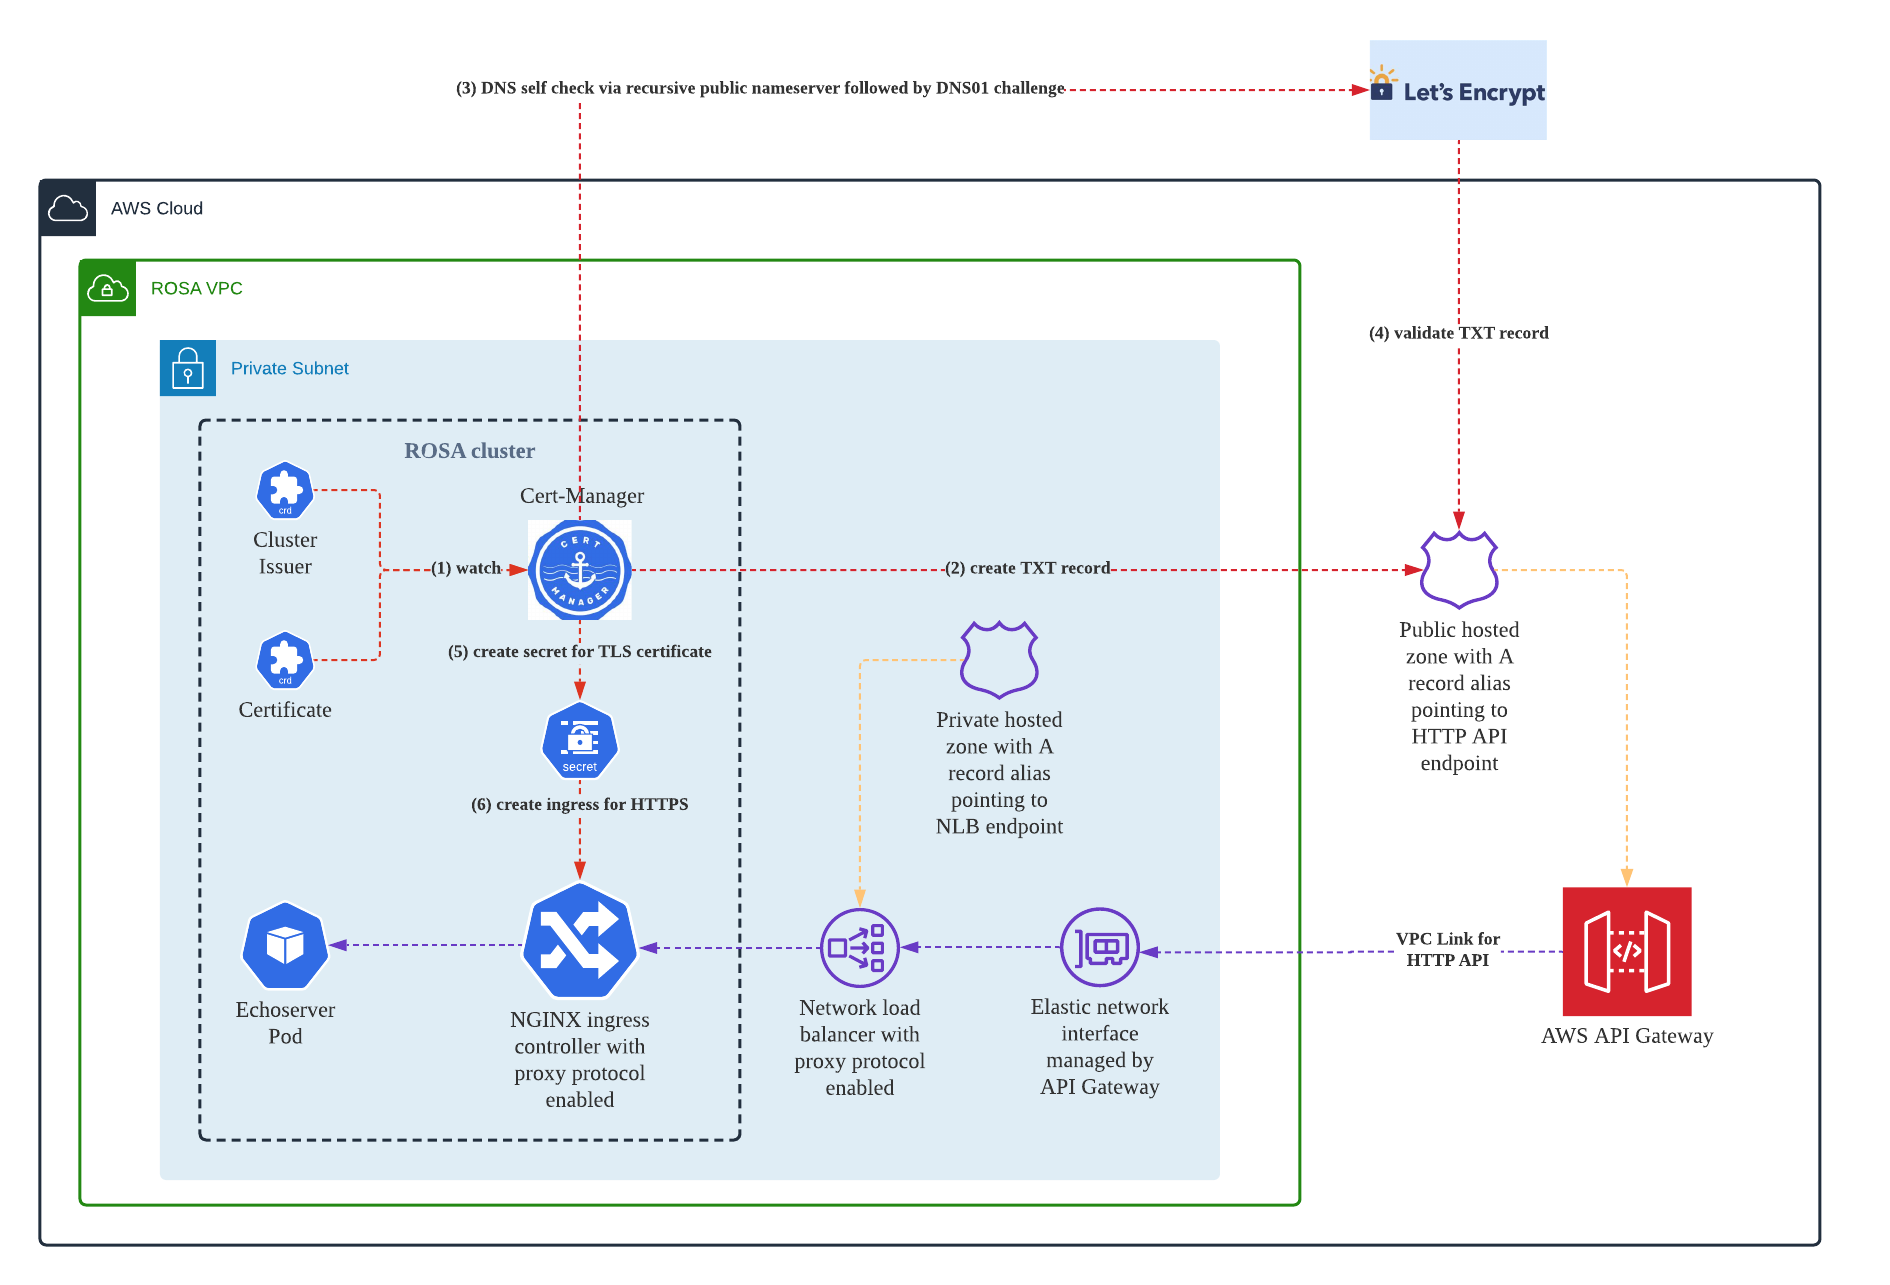 (3) DNS self check via recursive public nameserver followed by DNS01 challenge
Let's Encrypt
AWS Cloud
ROSA VPC
(4) validate TXT record
Private Subnet
ROSA cluster
crd
Cluster
Issuer
Cert-Manager
CERT
MANAGER
(1) watch
(2) create TXT record
crd
Certificate
(5) create secret for TLS certificate
secret
(6) create ingress for HTTPS
Private hosted
zone with A
record alias
pointing to
NLB endpoint
Public hosted
zone with A
record alias
pointing to
HTTP API
endpoint
Echoserver
Pod
NGINX ingress
controller with
proxy protocol
enabled
Network load
balancer with
proxy protocol
enabled
Elastic network
interface
managed by
API Gateway
VPC Link for
HTTP API
</>
AWS API Gateway